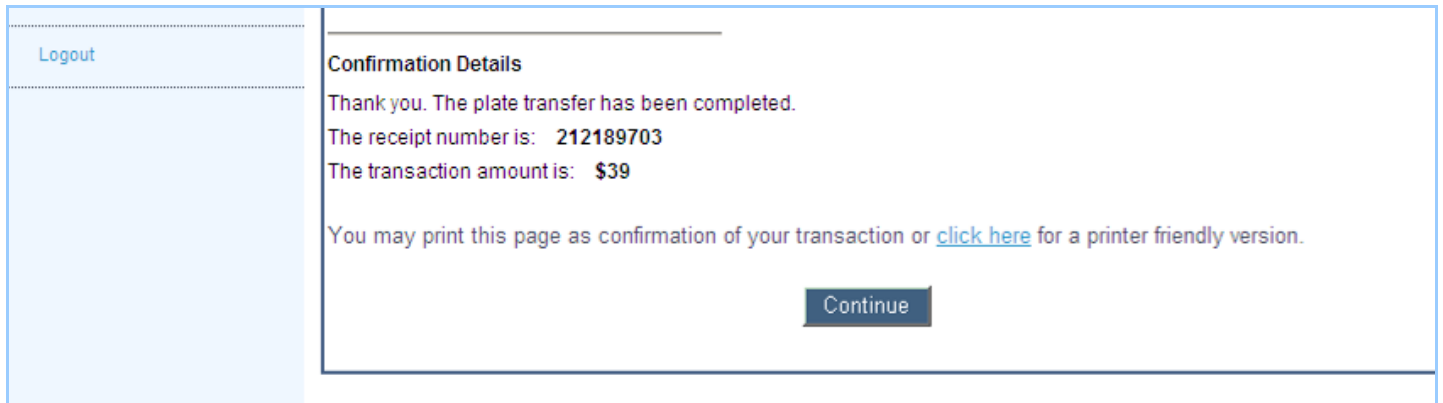 Logout
Confirmation Details
Thank you. The plate transfer has been completed.
The receipt number is: 212189703
The transaction amount is: $39
You may print this page as confirmation of your transaction or click here for a printer friendly version.
Continue